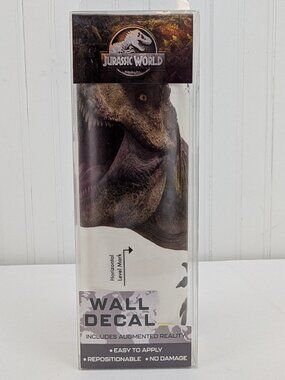 JURASSIC WORLD
Horizontal
Level Mark
WALL
DECAL
INCLUDES AUGMENTED REALITY
• EASY TO APPLY
• REPOSITIONABLE • NO DAMAGE